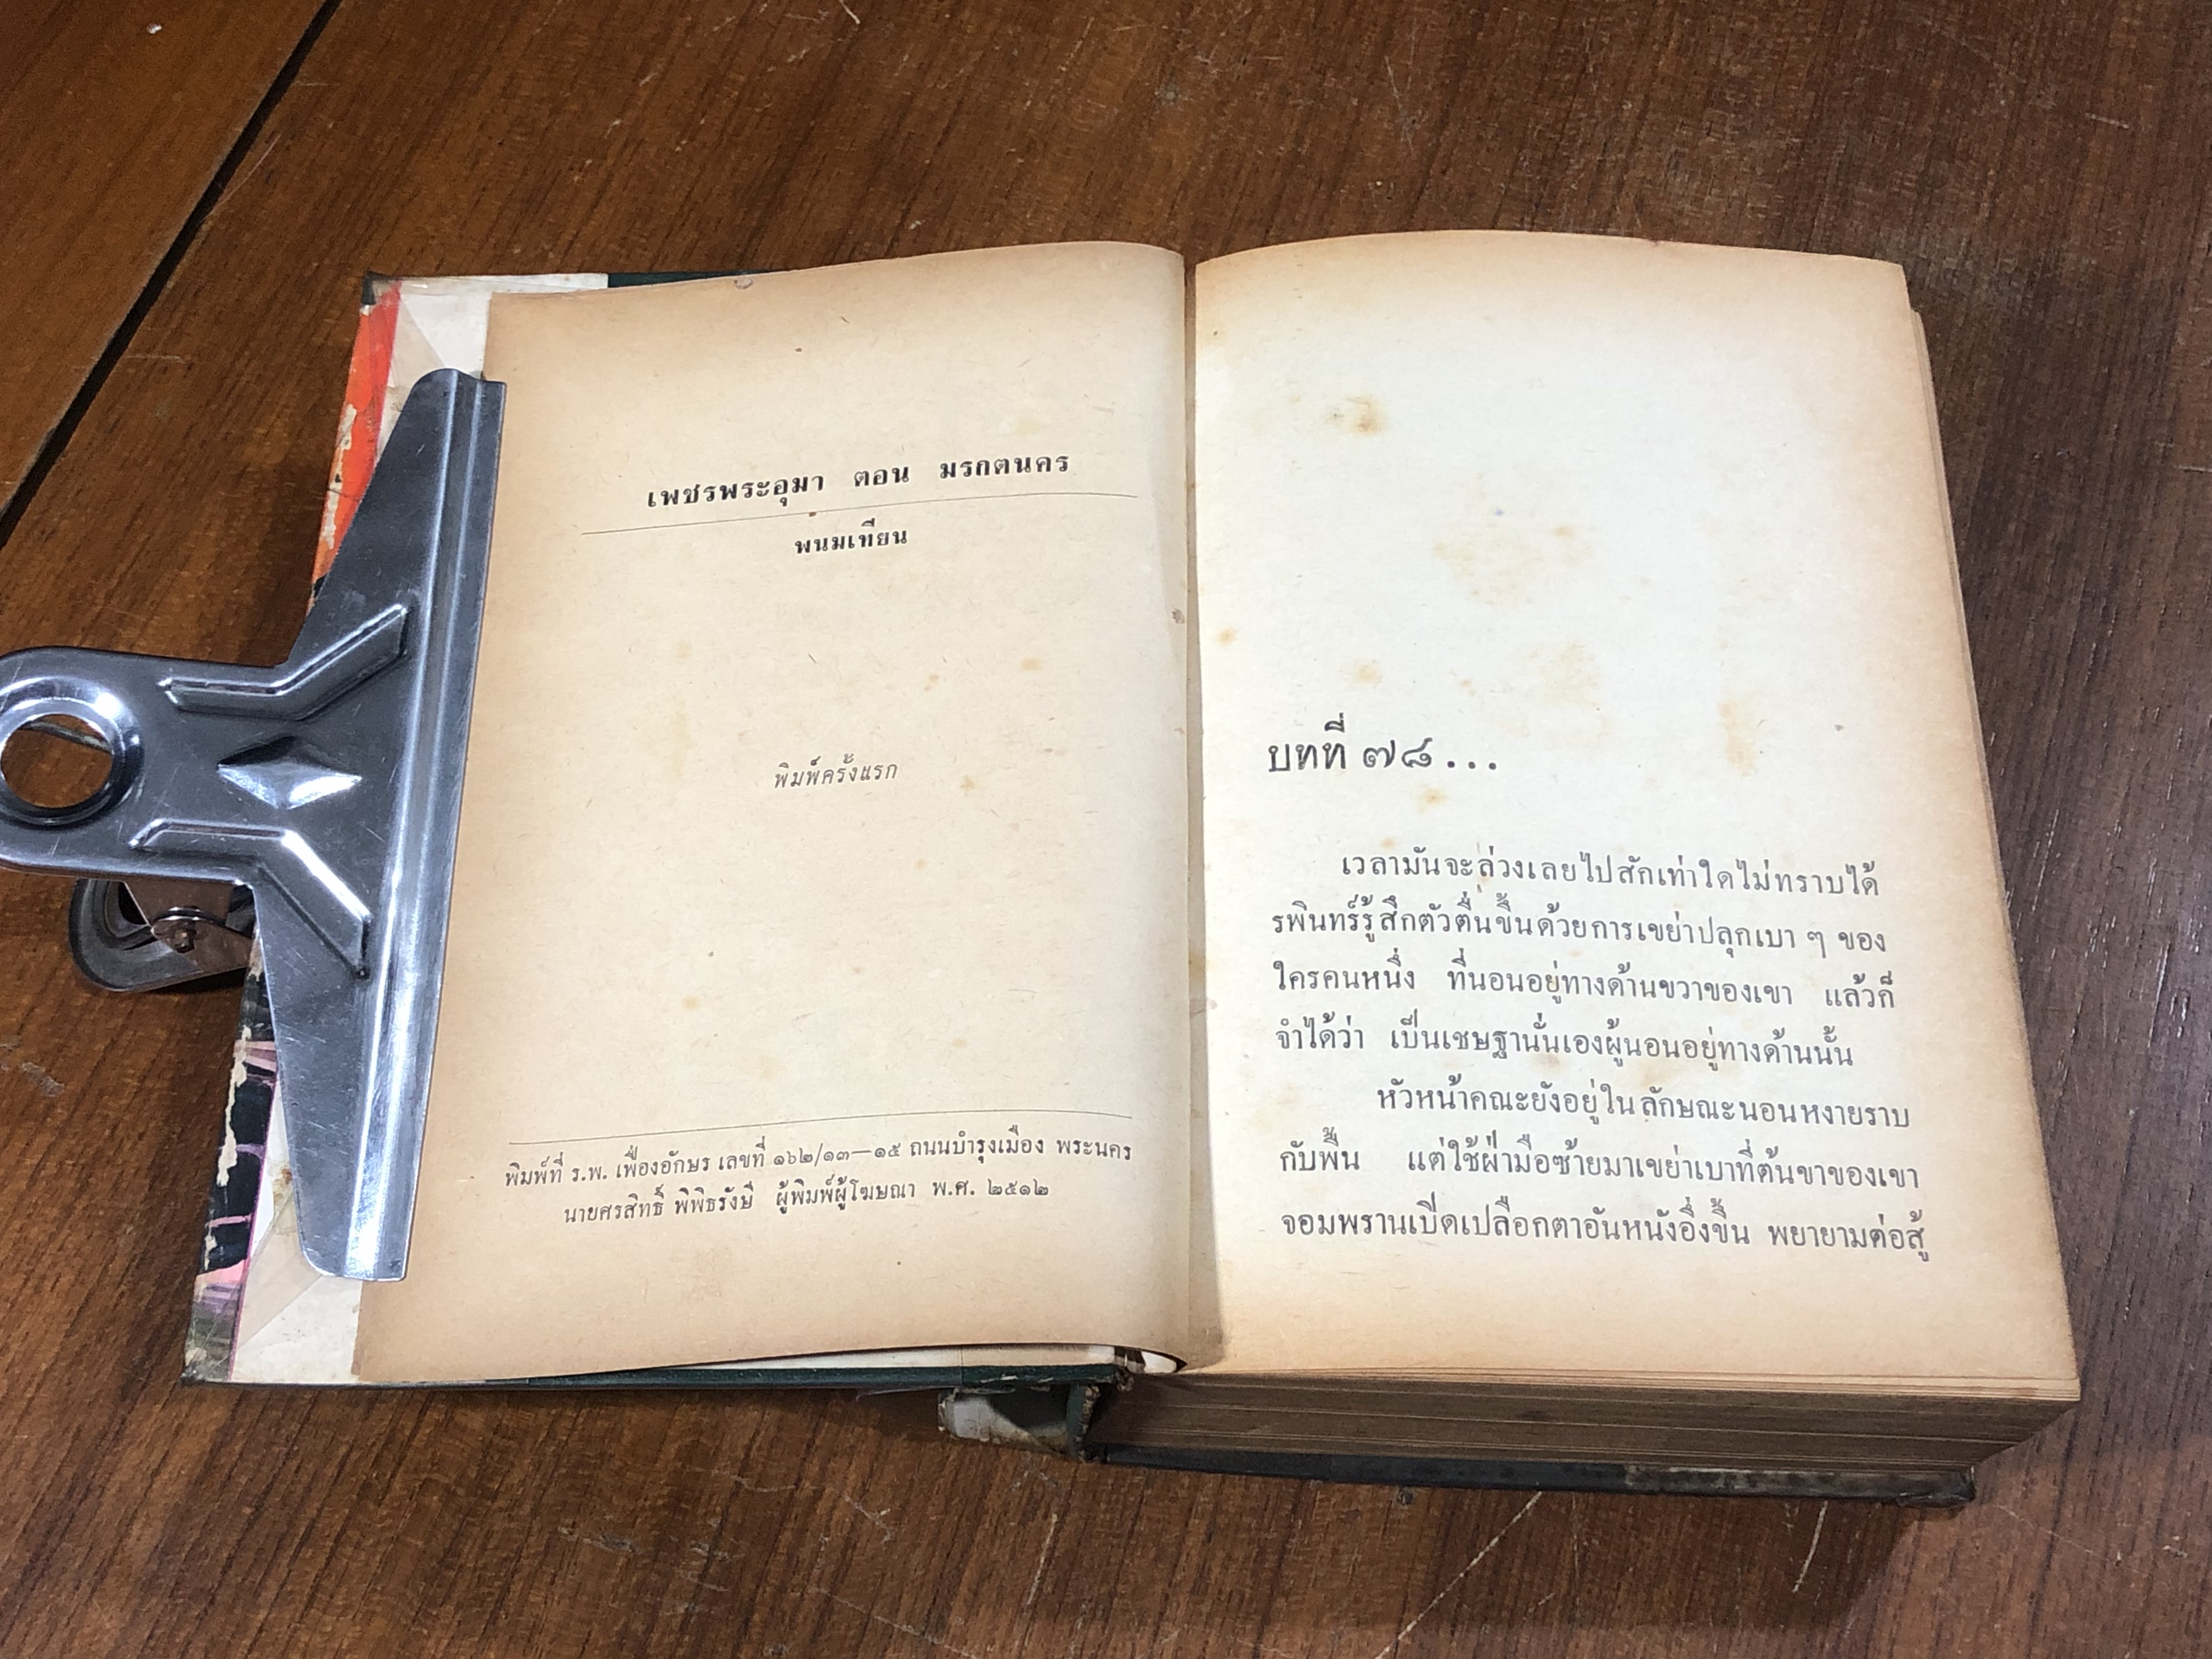 เพชรพระอุมา ตอน มรกตนคร
พนมเทียน
พิมพ์ครั้งแรก
พิมพ์ที่ ร.พ. เฟื่องอักษร เลขที่ ๑๖๒/๑๓—๑๕ ถนนบำรุงเมือง พระนคร
นายศรสิทธิ์ พิพิธรังษี ผู้พิมพ์ผู้โฆษณา พ.ศ. ๒๕๑๒
บทที่ ๗๘...
เวลามันจะล่วงเลยไปสักเท่าใดไม่ทราบได้
รพินทร์รู้สึกตัวตื่นขึ้นด้วยการเขย่าปลุกเบา ๆ ของ
ใครคนหนึ่ง ที่นอนอยู่ทางด้านขวาของเขา แล้วก็
จำได้ว่า เป็นเชษฐานั่นเองผู้นอนอยู่ทางด้านนั้น
หัวหน้าคณะยังอยู่ในลักษณะนอนหงายราบ
กับพื้น แต่ใช้ฝ่ามือซ้ายมาเขย่าเบาที่ต้นขาของเขา
จอมพรานเปิดเปลือกตาอันหนังอึ่งขึ้น พยายามต่อสู้